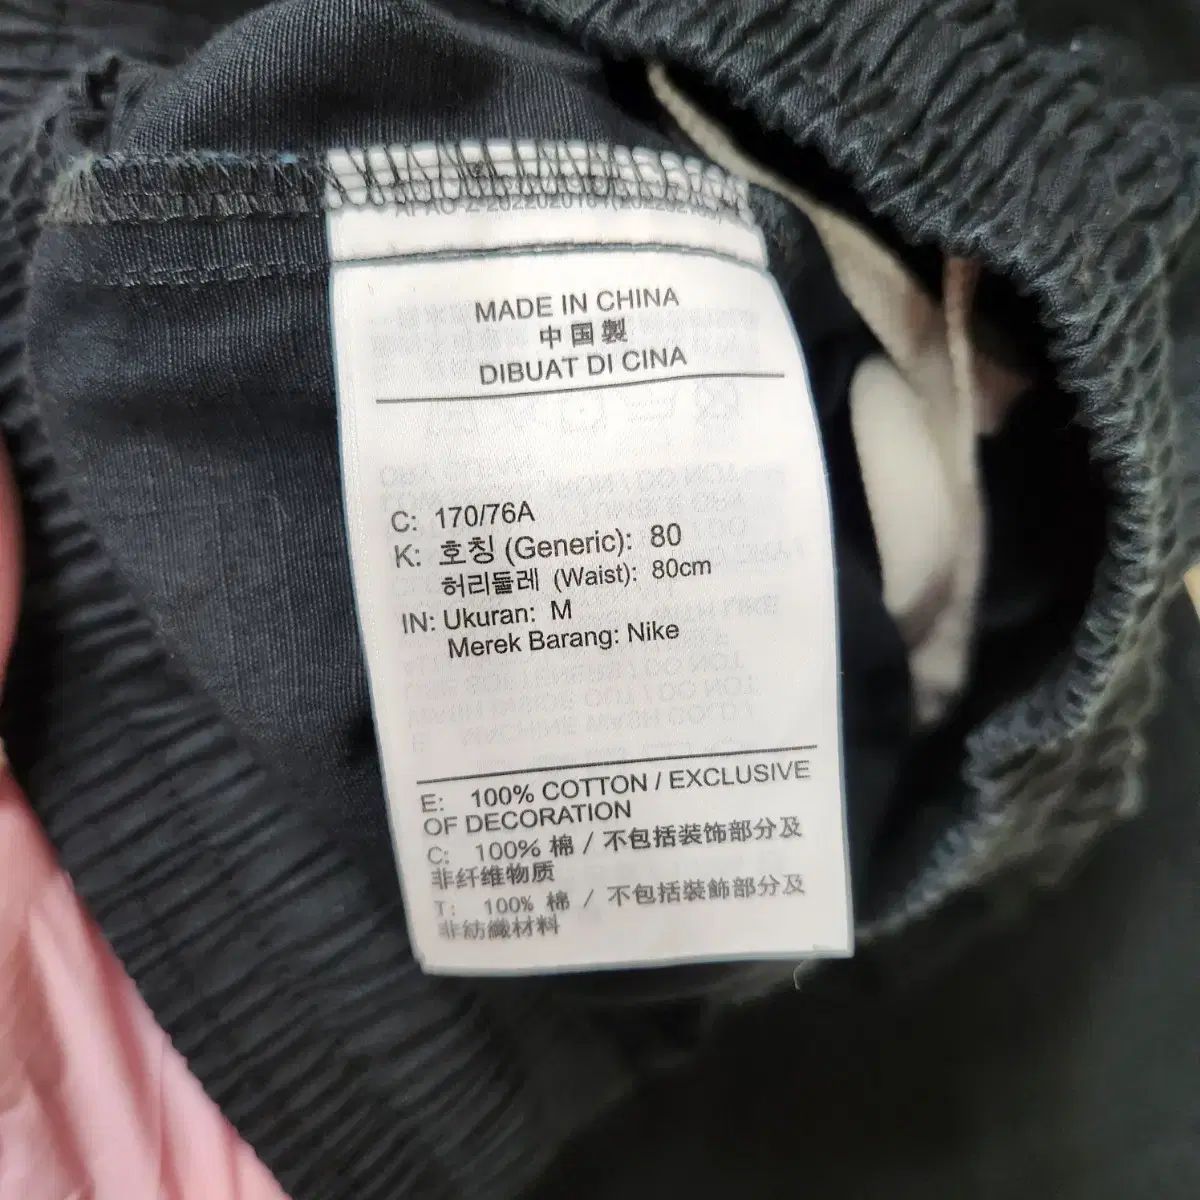 MADE IN CHINA
中国製
DIBUAT DI CINA
C: 170/76A
K: 호칭 (Generic): 80
허리둘레 (Waist): 80cm
IN: Ukuran: M
Merek Barang: Nike
E: 100% COTTON / EXCLUSIVE
OF DECORATION
C: 100% 棉 / 不包括装饰部分及
非纤维物质
T: 100% 棉 / 不包括裝飾部分及
非紡織材料